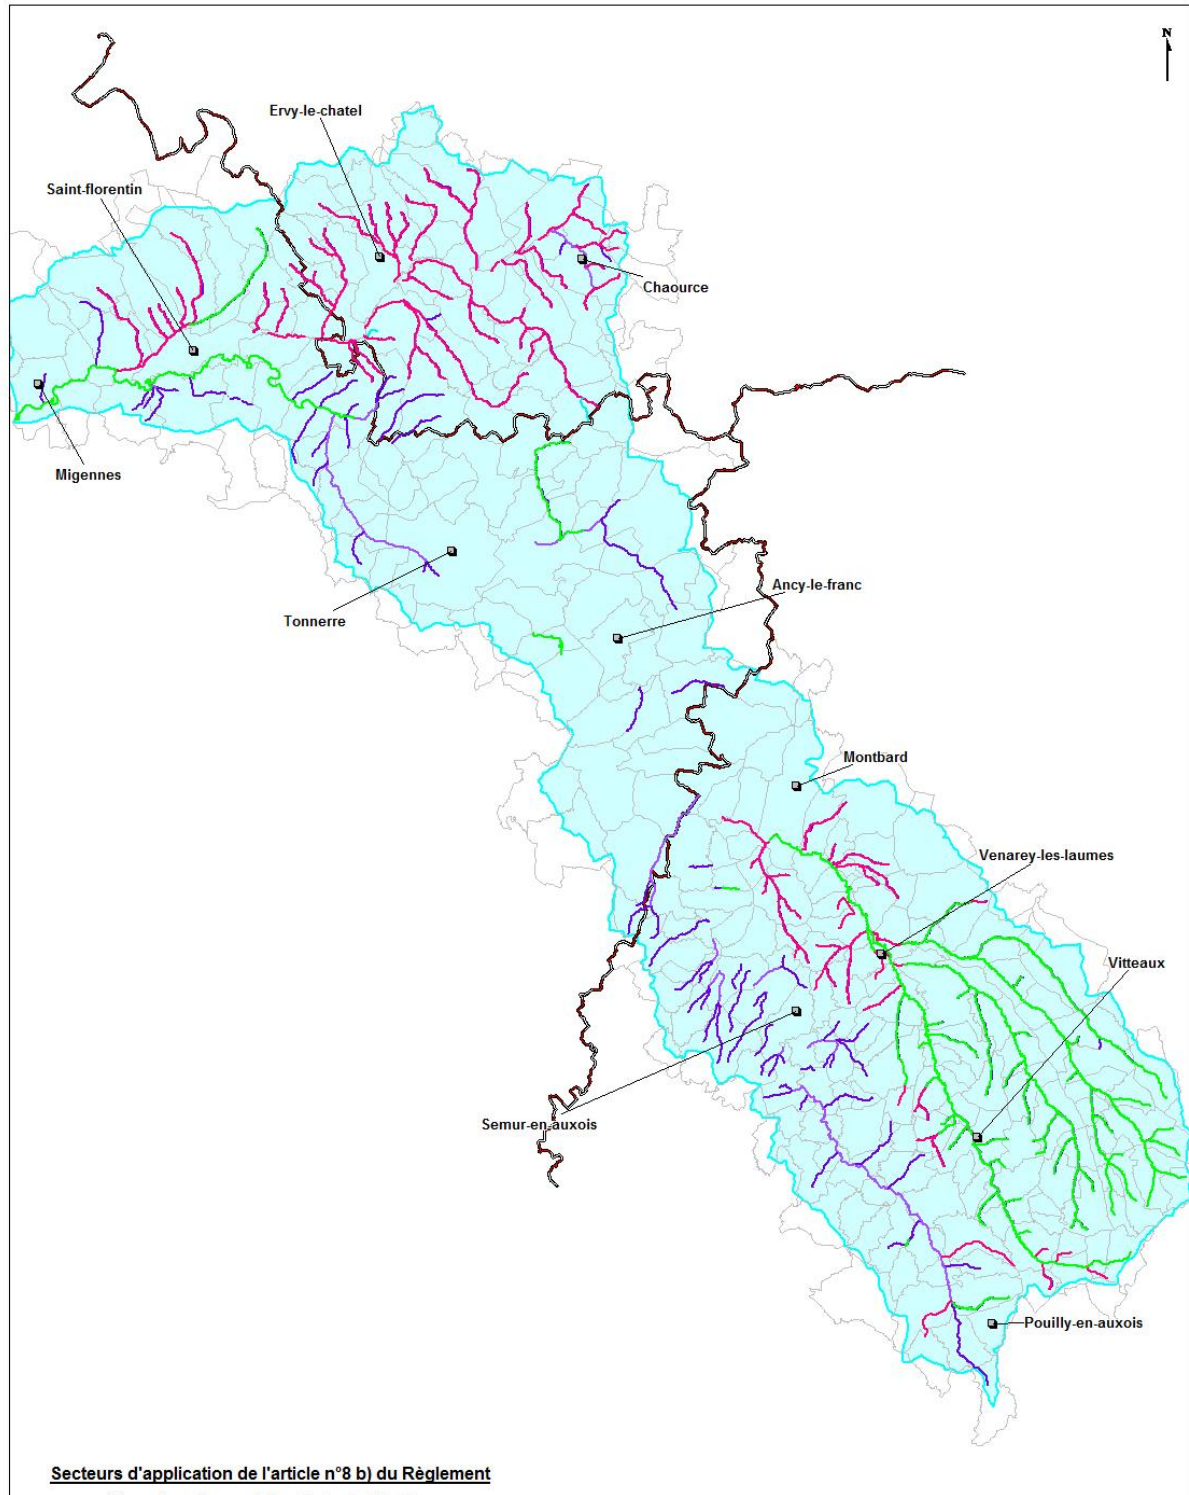 N
Ervy-le-chatel
Saint-florentin
Chaource
Migennes
Ancy-le-franc
Tonnerre
Montbard
Venarey-les-laumes
Vitteaux
Semur-en-auxois
Pouilly-en-auxois
Secteurs d'application de l'article n°8 b) du Règlement